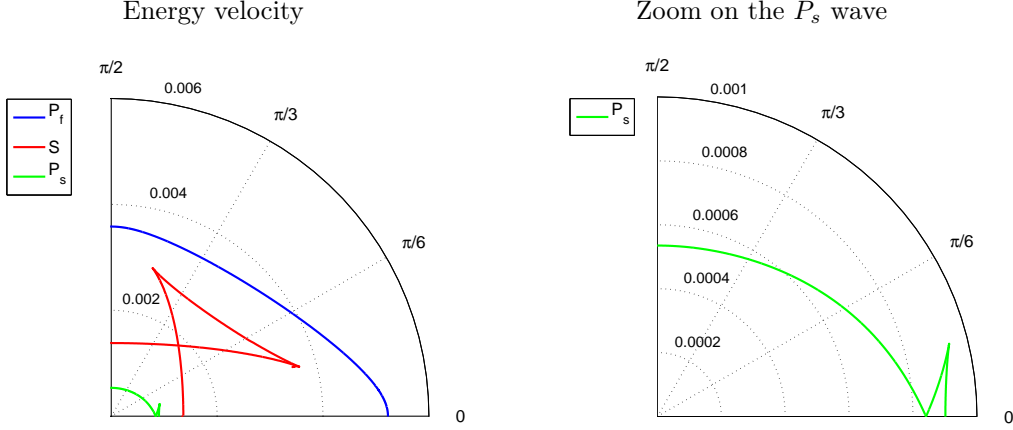 Energy velocity
π/2
0.006
π/3
0.004
π/6
0.002
0
P_f
S
P_s
Zoom on the P_s wave
π/2
0.001
π/3
0.0008
0.0006
π/6
0.0004
0.0002
0
P_s